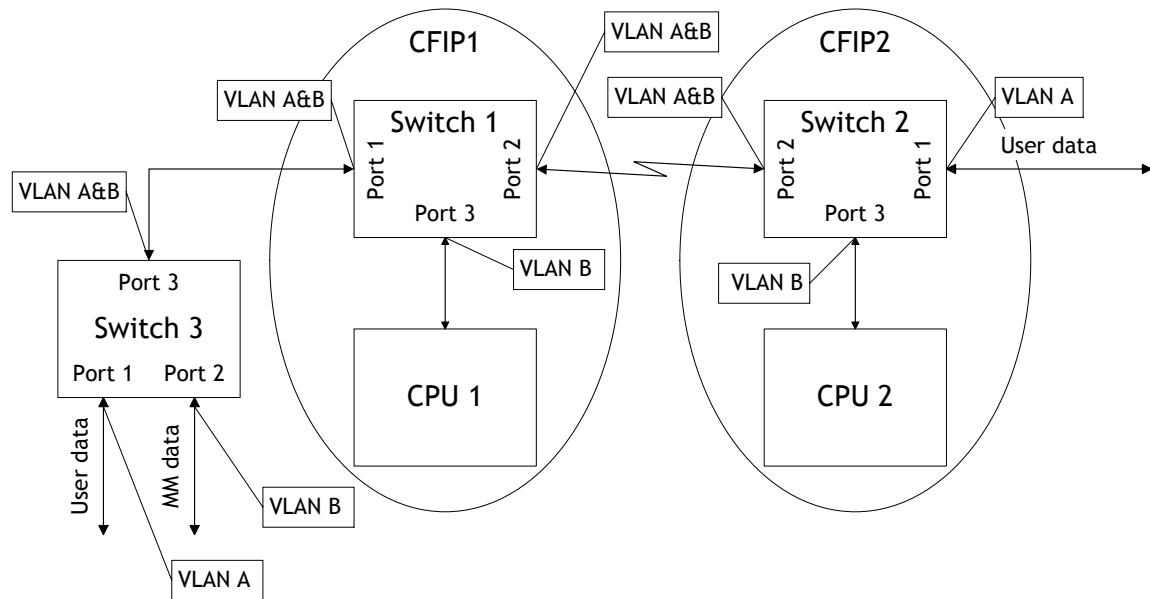 CFIP1
CFIP2
VLAN A&B
VLAN A&B
VLAN A&B
VLAN A
Switch 1
Port 1
Port 2
Port 3
Switch 2
Port 2
Port 1
Port 3
User data
VLAN A&B
VLAN B
VLAN B
Port 3
Switch 3
Port 1
Port 2
CPU 1
CPU 2
User data
MM data
VLAN B
VLAN A